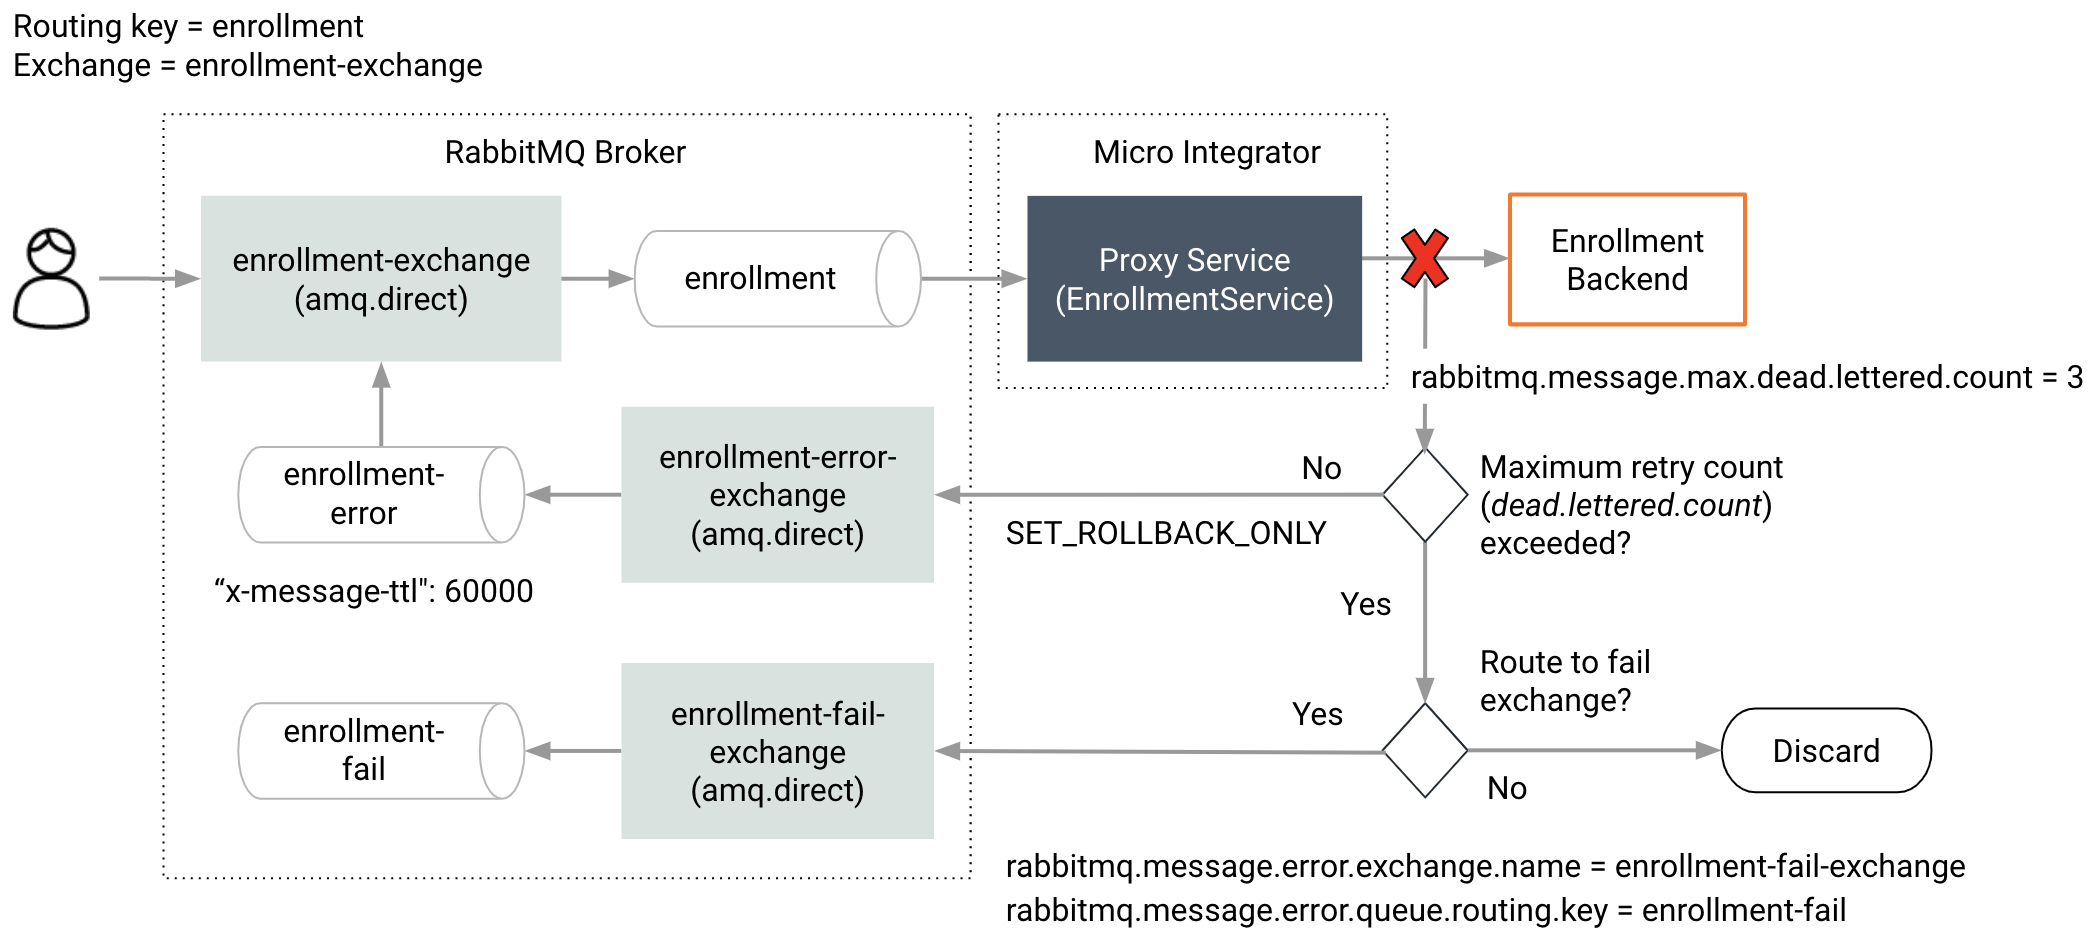 Routing key = enrollment
Exchange = enrollment-exchange
RabbitMQ Broker
Micro Integrator
enrollment-exchange
(amq.direct)
enrollment
Proxy Service
(EnrollmentService)
Enrollment
Backend
rabbitmq.message.max.dead.lettered.count = 3
enrollment-
error
enrollment-error-
exchange
(amq.direct)
No
SET_ROLLBACK_ONLY
Maximum retry count
(dead.lettered.count)
exceeded?
“x-message-ttl": 60000
Yes
Route to fail
exchange?
enrollment-
fail
enrollment-fail-
exchange
(amq.direct)
Yes
No
Discard
rabbitmq.message.error.exchange.name = enrollment-fail-exchange
rabbitmq.message.error.queue.routing.key = enrollment-fail